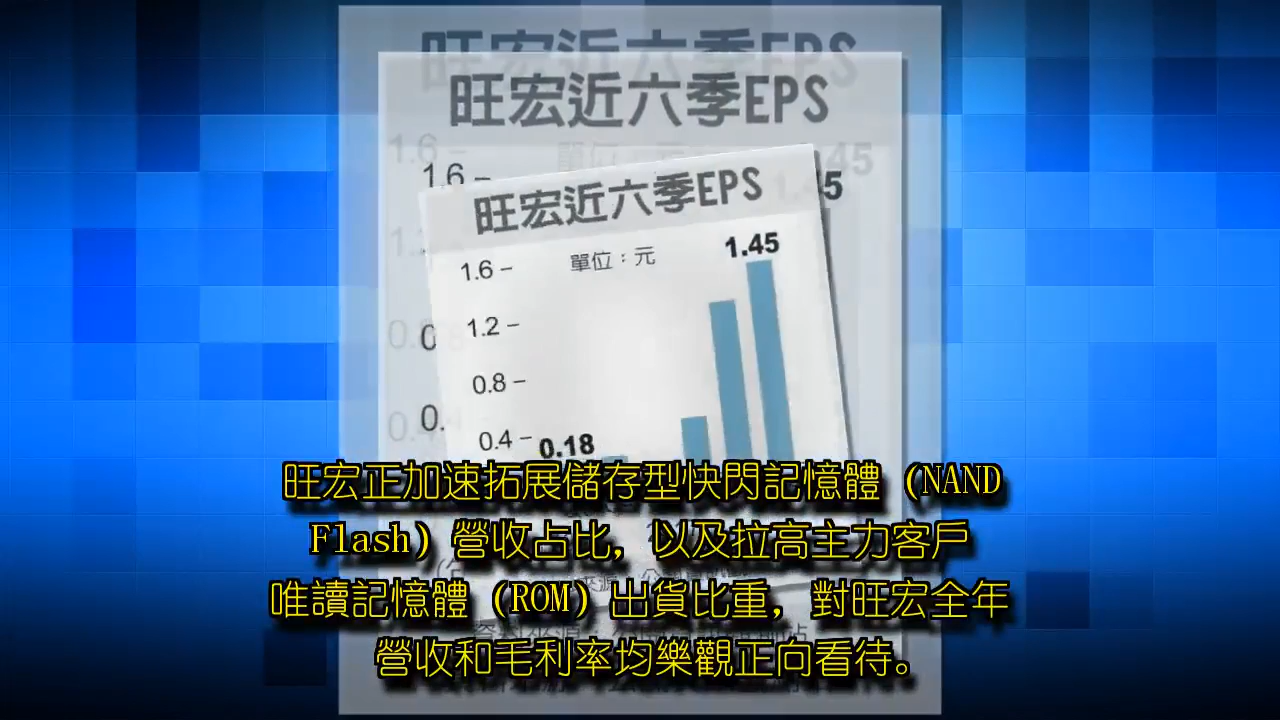 旺宏近六季EPS
旺宏近六季EPS
1.6
1.45
旺宏近六季EPS
單位：元
1.45
1.6
1.2
0.8
0.4
0.18
旺宏正加速拓展儲存型快閃記憶體（NAND
Flash）營收占比，以及拉高主力客戶
唯讀記憶體（ROM）出貨比重，對旺宏全年
營收和毛利率均樂觀正向看待。